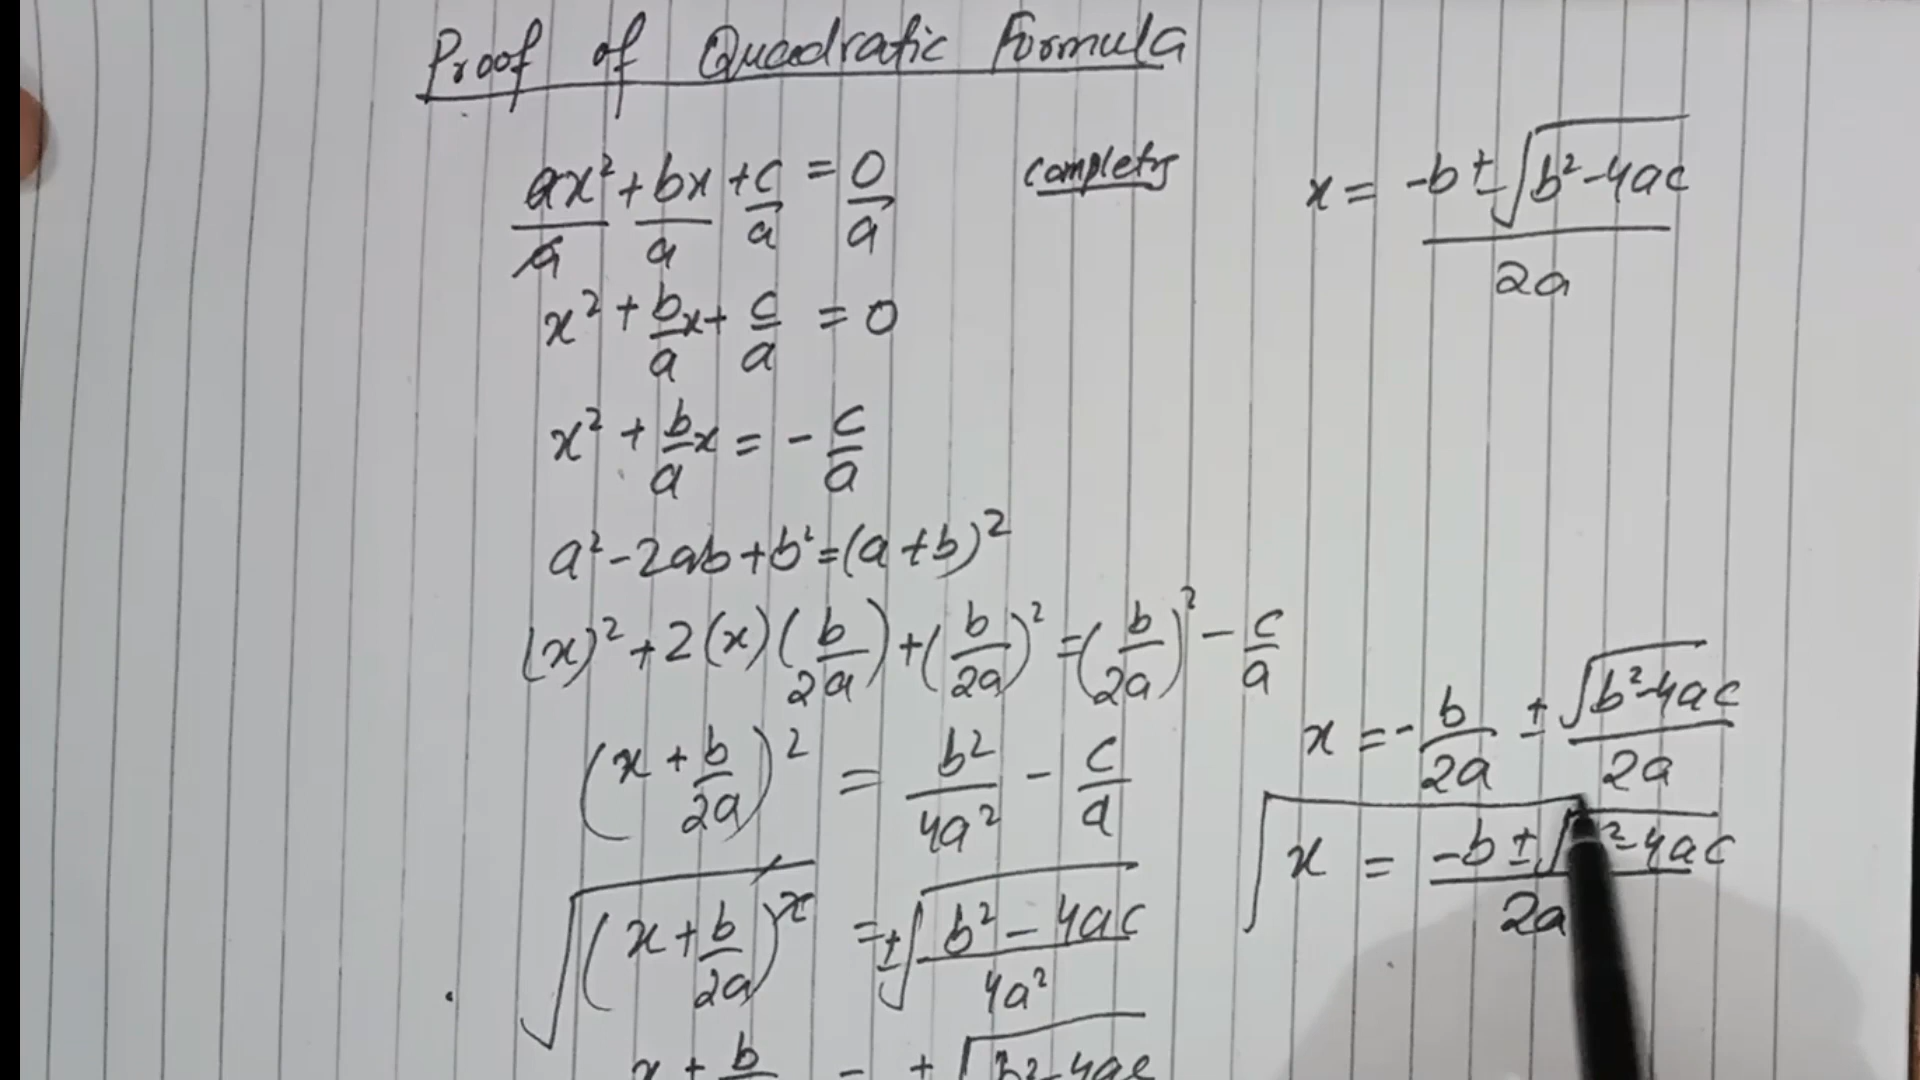 Proof of Quadratic Formula
ax²/a + bx/a + c/a = 0/a
completing
x² + b/a x + c/a = 0
x² + b/a x = - c/a
a² - 2ab + b² = (a + b)²
(x)² + 2(x)(b/2a) + (b/2a)² = (b/2a)² - c/a
(x + b/2a)² = b²/4a² - c/a
√(x + b/2a)² = ±√(b² - 4ac/4a²)
x + b
x = -b ± √b² - 4ac / 2a
x = - b/2a ± √b² - 4ac / 2a
x = -b ± √ ² - 4ac / 2a